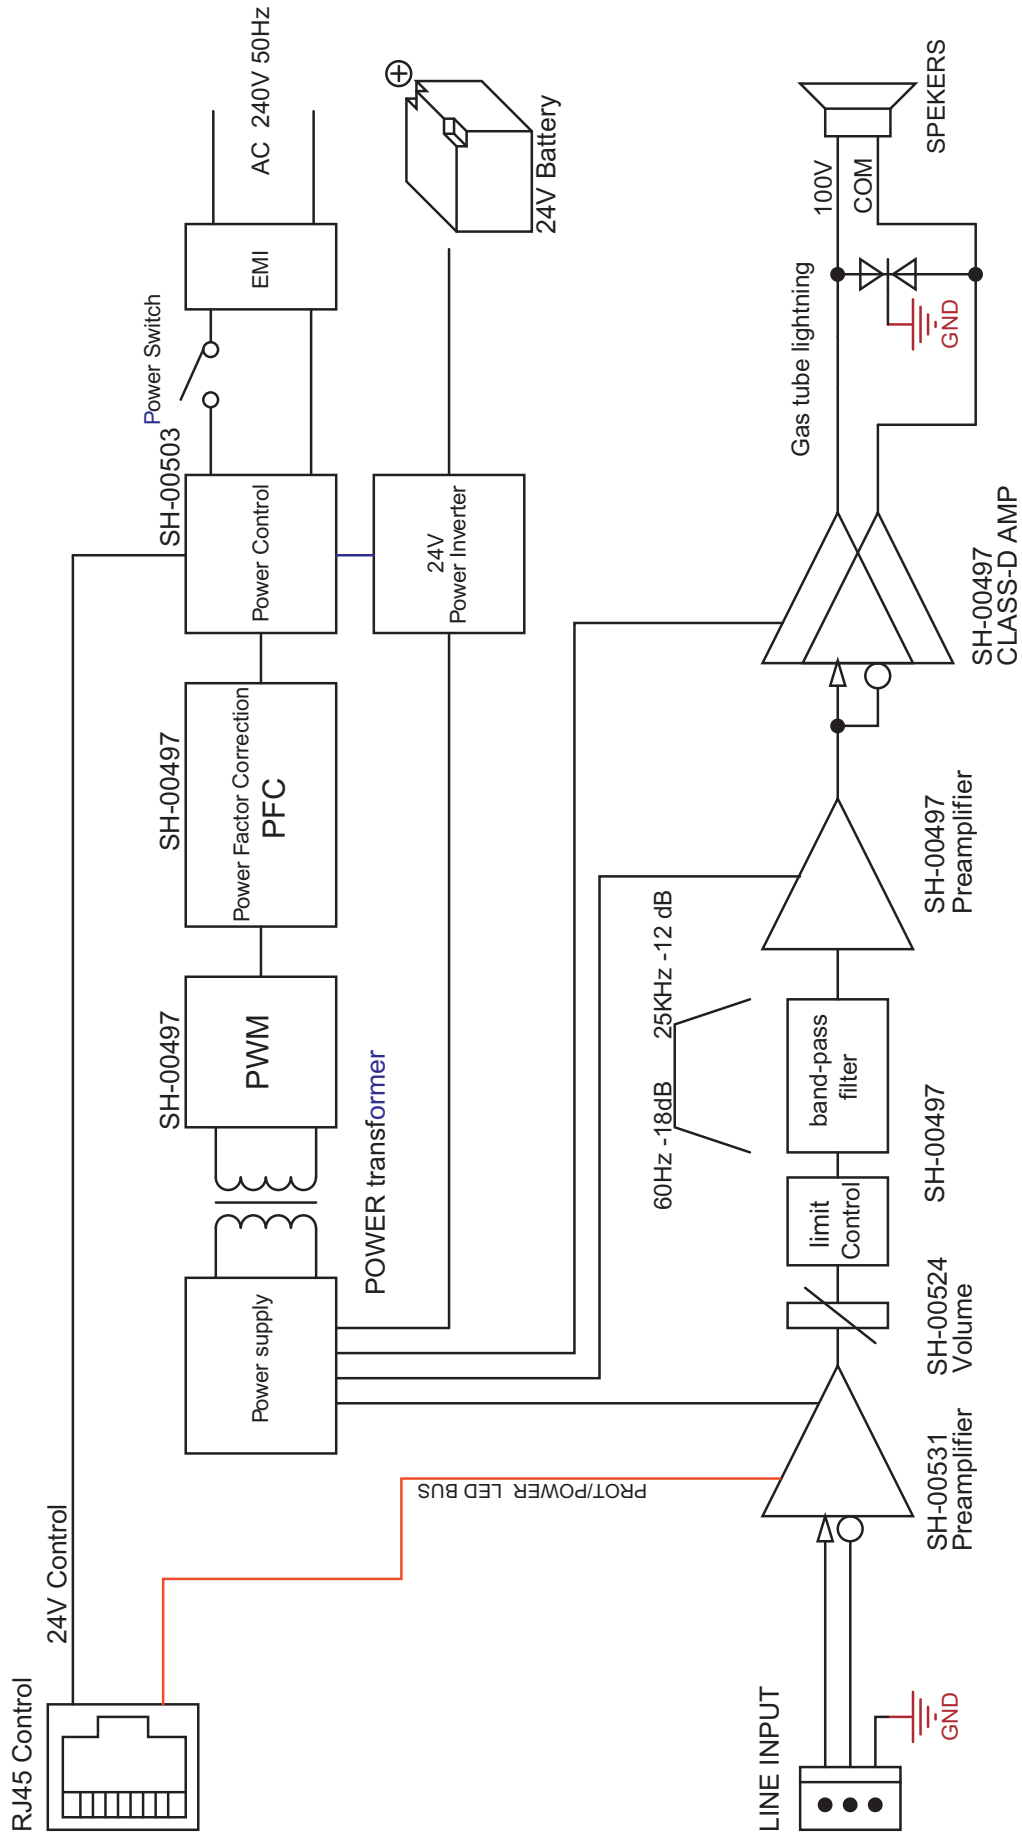 RJ45 Control
24V Control
POWER transformer
Power supply
SH-00497
PWM
SH-00497
Power Factor Correction
PFC
SH-00503
Power Control
Power Switch
EMI
AC 240V 50Hz
24V
Power Inverter
24V Battery
PROT/POWER LED BUS
60Hz -18dB
25KHz -12 dB
LINE INPUT
GND
SH-00531
Preamplifier
SH-00524
Volume
limit
Control
SH-00497
band-pass
filter
SH-00497
Preamplifier
SH-00497
CLASS-D AMP
Gas tube lightning
GND
100V
COM
SPEKERS